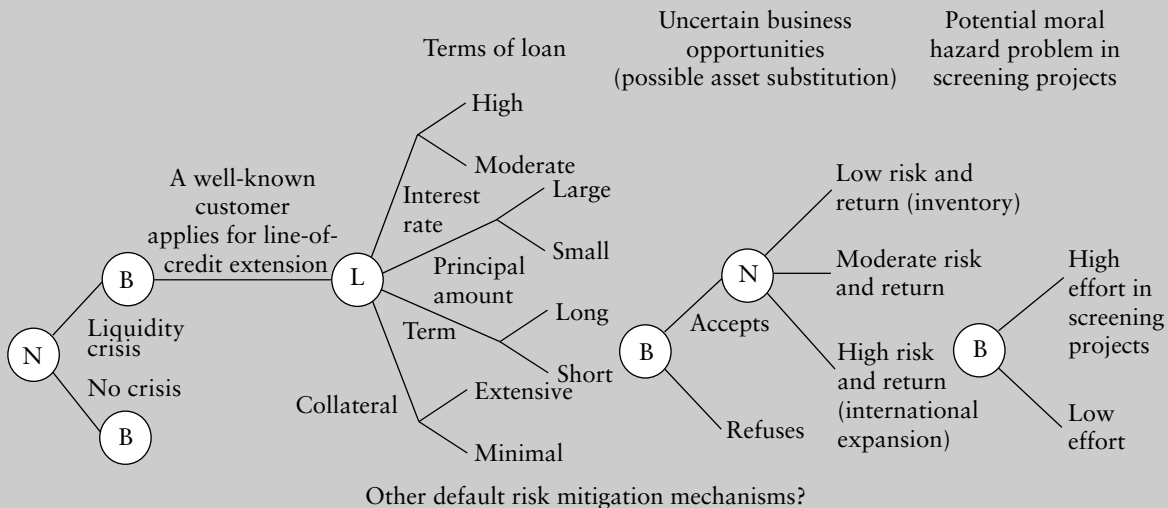 Terms of loan
Uncertain business
opportunities
(possible asset substitution)
Potential moral
hazard problem in
screening projects
A well-known
customer
applies for line-of-
credit extension
N
B
Liquidity
crisis
No crisis
B
L
High
Moderate
Interest
rate
Large
Small
Principal
amount
Long
Term
Short
Extensive
Collateral
Minimal
B
Accepts
Refuses
N
Low risk and
return (inventory)
Moderate risk
and return
High risk
and return
(international
expansion)
B
High
effort in
screening
projects
Low
effort
Other default risk mitigation mechanisms?